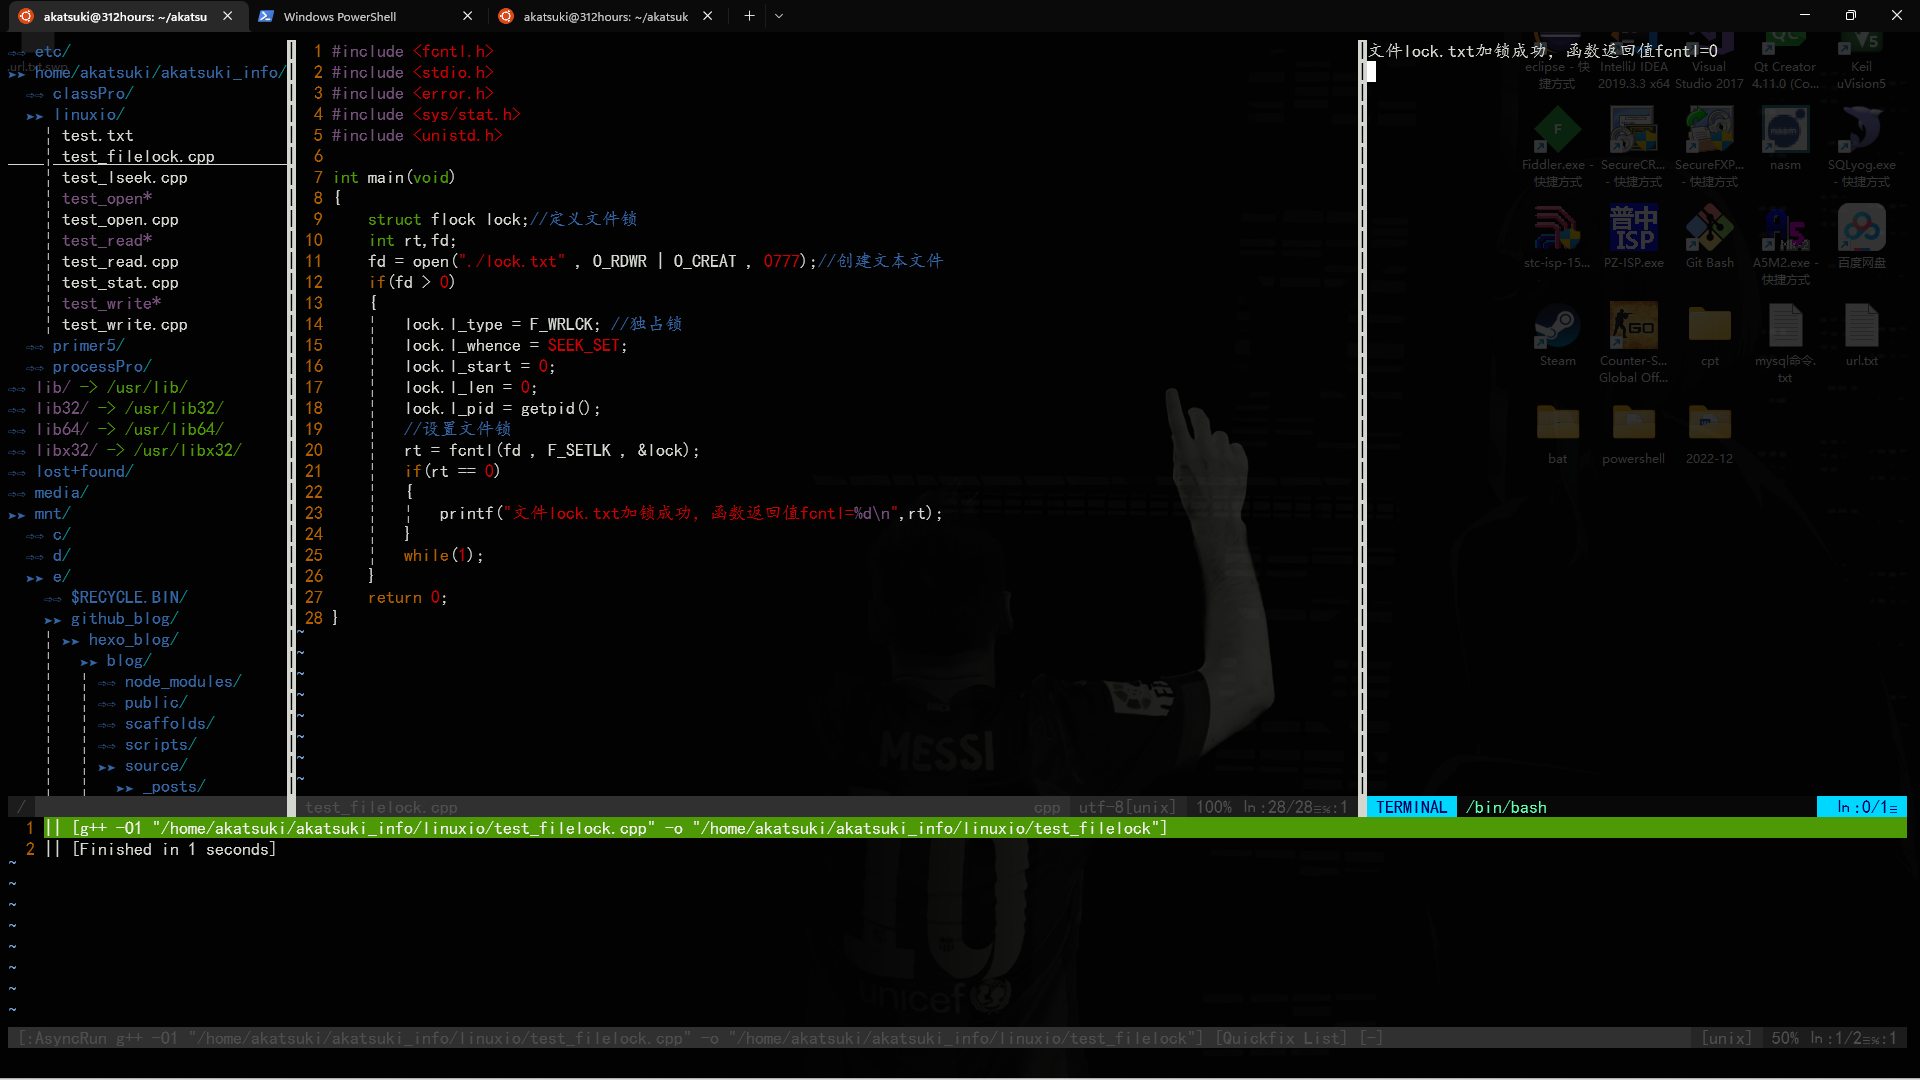 akatsuki@312hours: ~/akatsu
Windows PowerShell
akatsuki@312hours: ~/akatsuk
etc/
home/akatsuki/akatsuki_info/
classPro/
linuxio/
test.txt
test_filelock.cpp
test_lseek.cpp
test_open*
test_open.cpp
test_read*
test_read.cpp
test_stat.cpp
test_write*
test_write.cpp
primer5/
processPro/
lib/ -> /usr/lib/
lib32/ -> /usr/lib32/
lib64/ -> /usr/lib64/
libx32/ -> /usr/libx32/
lost+found/
media/
mnt/
c/
d/
e/
$RECYCLE.BIN/
github_blog/
hexo_blog/
blog/
node_modules/
public/
scaffolds/
scripts/
source/
_posts/
/
1 #include <fcntl.h>
2 #include <stdio.h>
3 #include <error.h>
4 #include <sys/stat.h>
5 #include <unistd.h>
6
7 int main(void)
8 {
9 struct flock lock;//定义文件锁
10 int rt,fd;
11 fd = open("./lock.txt" , O_RDWR | O_CREAT , 0777);//创建文本文件
12 if(fd > 0)
13 {
14 lock.l_type = F_WRLCK; //独占锁
15 lock.l_whence = SEEK_SET;
16 lock.l_start = 0;
17 lock.l_len = 0;
18 lock.l_pid = getpid();
19 //设置文件锁
20 rt = fcntl(fd , F_SETLK , &lock);
21 if(rt == 0)
22 {
23 printf("文件lock.txt加锁成功, 函数返回值fcntl=%d\n",rt);
24 }
25 while(1);
26 }
27 return 0;
28 }
~
~
~
~
~
~
~
~
test_filelock.cpp cpp utf-8[unix] 100% ln:28/28≡%:1
文件lock.txt加锁成功, 函数返回值fcntl=0
eclipse - 快捷方式
IntelliJ IDEA 2019.3.3 x64
Visual Studio 2017
Qt Creator 4.11.0 (Co...
Keil uVision5
Fiddler.exe - 快捷方式
SecureCR... - 快捷方式
SecureFXP... - 快捷方式
nasm
SQLyog.exe - 快捷方式
普中
ISP
stc-isp-15...
PZ-ISP.exe
Git Bash
A5M2.exe - 快捷方式
百度网盘
Steam
Counter-S... Global Off...
cpt
mysql命令.txt
url.txt
bat
powershell
2022-12
MESSI
10
unicef
TERMINAL /bin/bash ln:0/1≡
1 || [g++ -O1 "/home/akatsuki/akatsuki_info/linuxio/test_filelock.cpp" -o "/home/akatsuki/akatsuki_info/linuxio/test_filelock"]
2 || [Finished in 1 seconds]
~
~
~
~
~
~
~
~
[:AsyncRun g++ -O1 "/home/akatsuki/akatsuki_info/linuxio/test_filelock.cpp" -o "/home/akatsuki/akatsuki_info/linuxio/test_filelock"] [Quickfix List] [-] [unix] 50% ln:1/2≡%:1